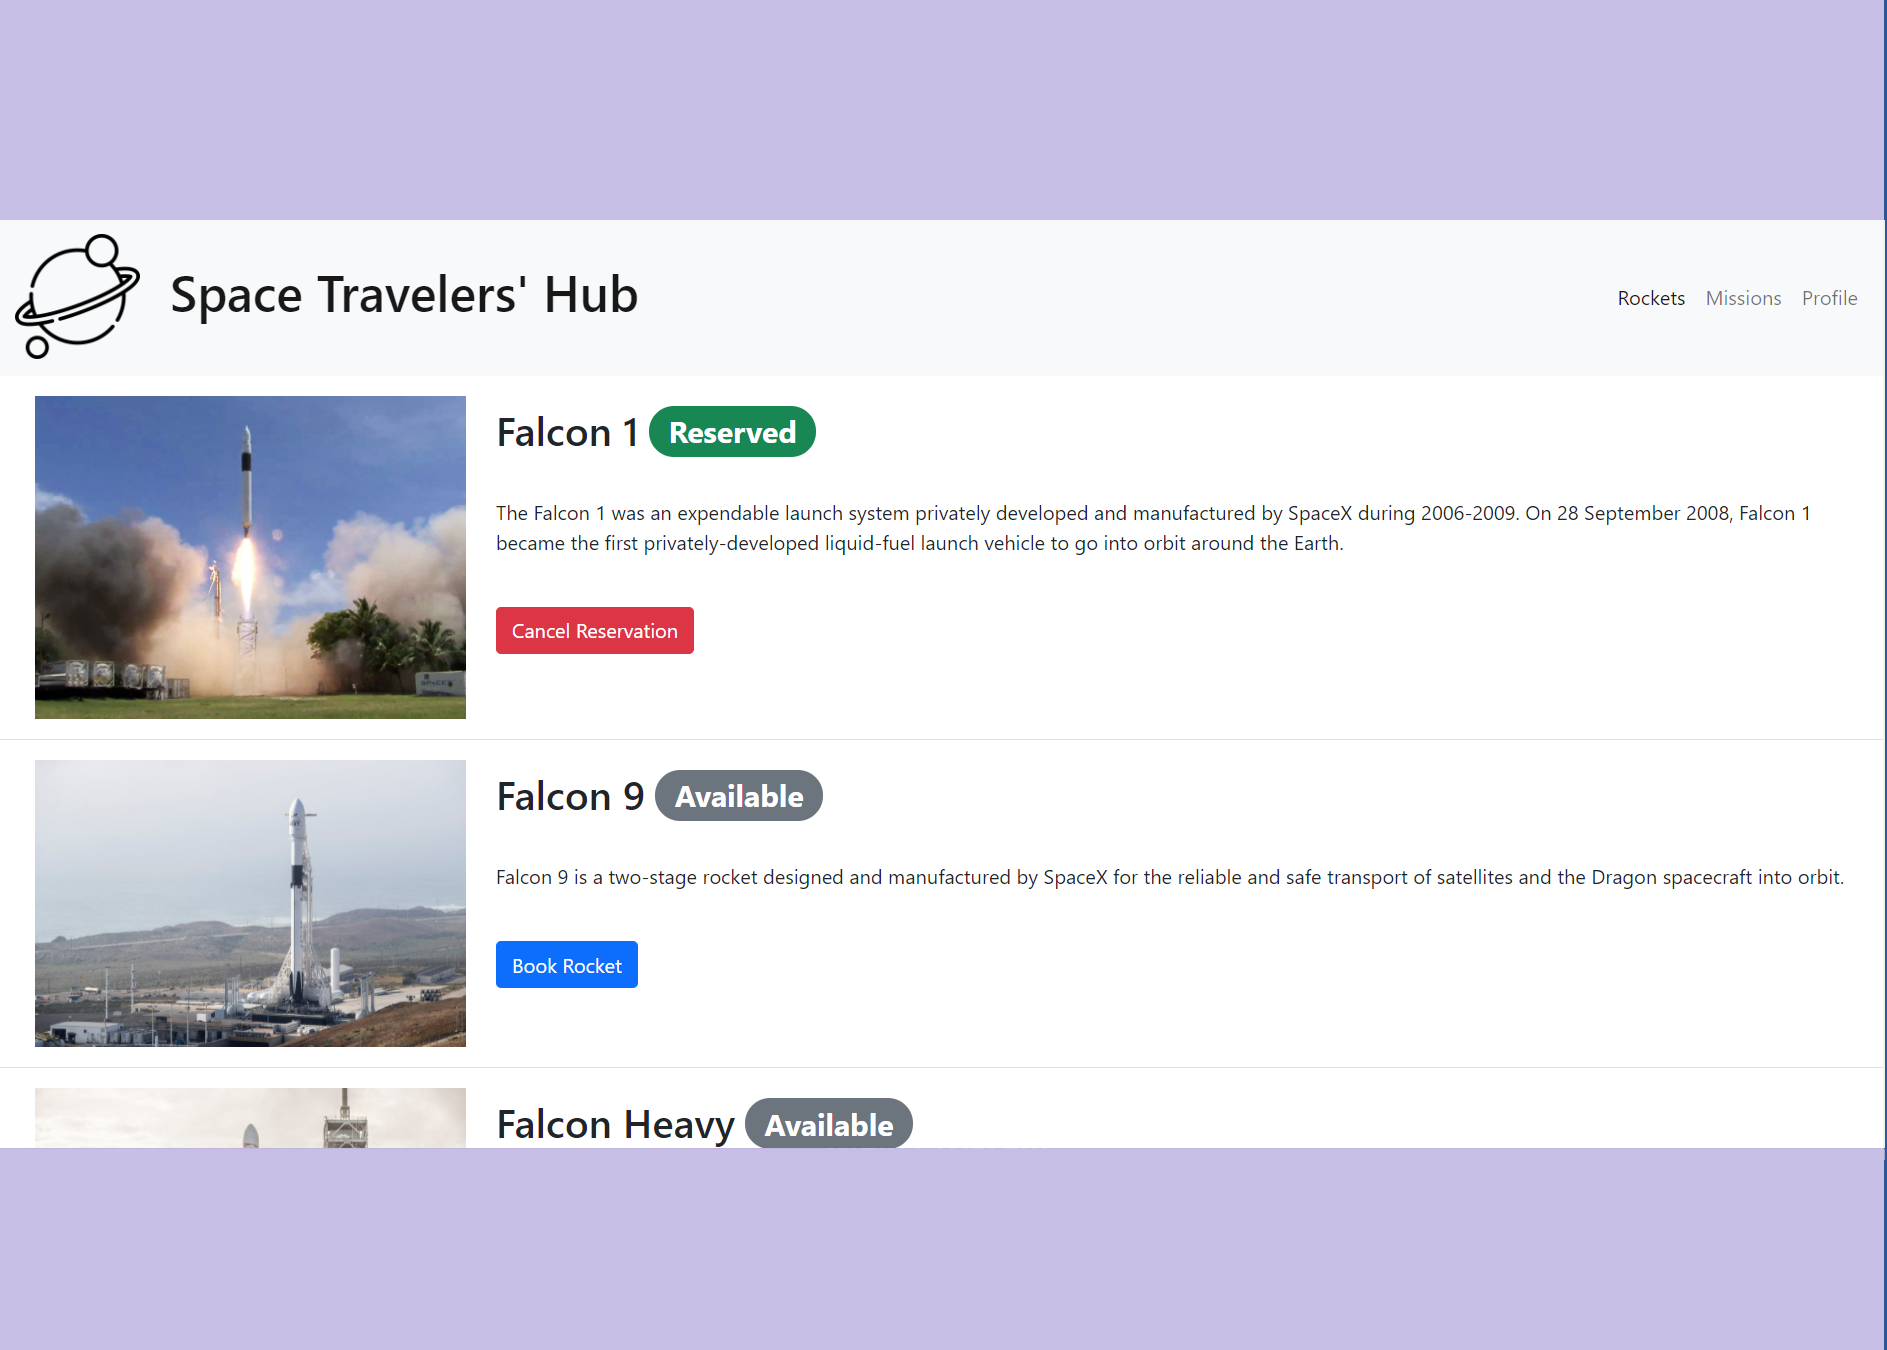 Space Travelers' Hub
Rockets Missions Profile
Falcon 1 Reserved
The Falcon 1 was an expendable launch system privately developed and manufactured by SpaceX during 2006-2009. On 28 September 2008, Falcon 1
became the first privately-developed liquid-fuel launch vehicle to go into orbit around the Earth.
Cancel Reservation
Falcon 9 Available
Falcon 9 is a two-stage rocket designed and manufactured by SpaceX for the reliable and safe transport of satellites and the Dragon spacecraft into orbit.
Book Rocket
Falcon Heavy Available